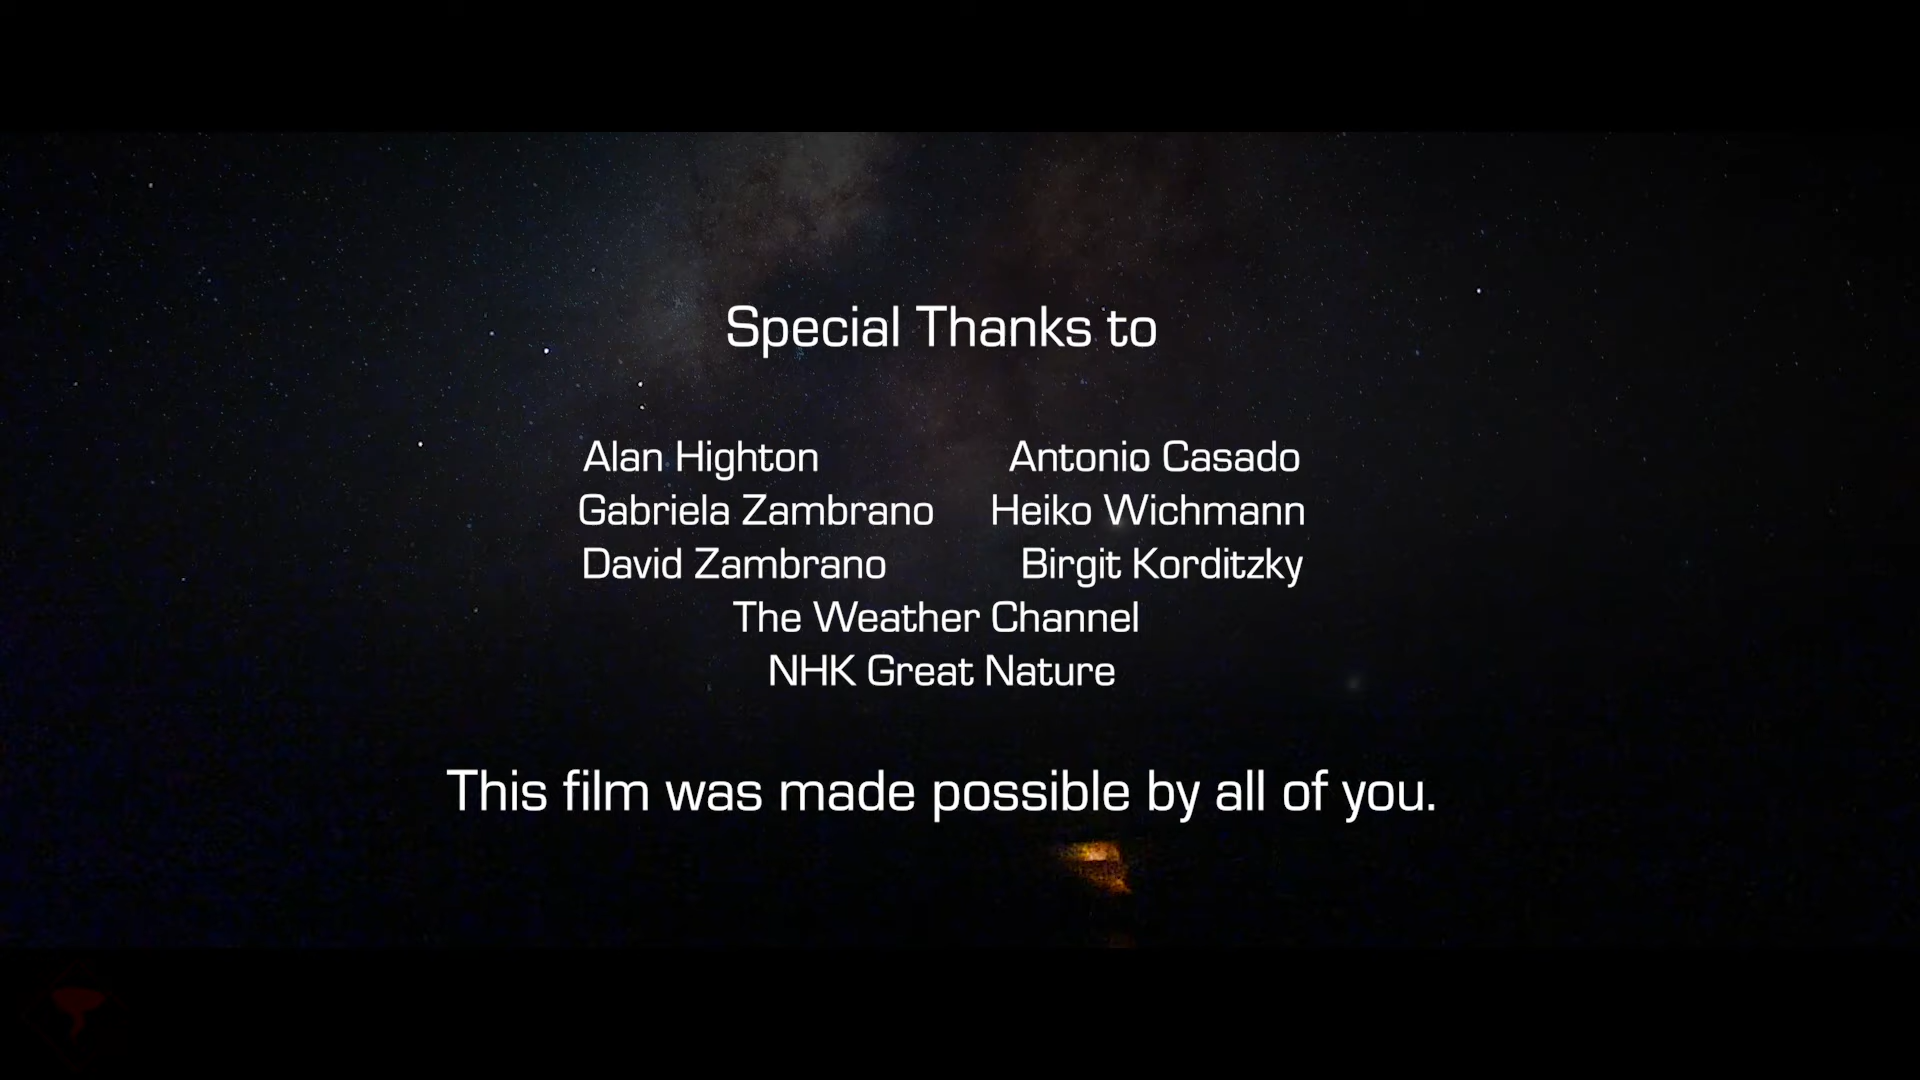 Special Thanks to
Alan Highton Antonio Casado
Gabriela Zambrano Heiko Wichmann
David Zambrano Birgit Korditzky
The Weather Channel
NHK Great Nature
This film was made possible by all of you.